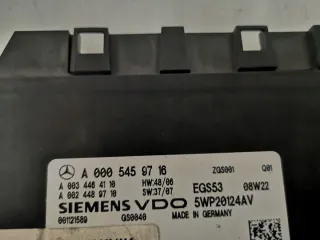 A 000 545 97 16 ZGS001 Q01
A 003 446 41 10 HW:48/06 EGS53 08W22
A 002 448 97 10 SW:37/07
SIEMENS VDO 5WP20124AV
001121589 GS0040 MADE IN GERMANY